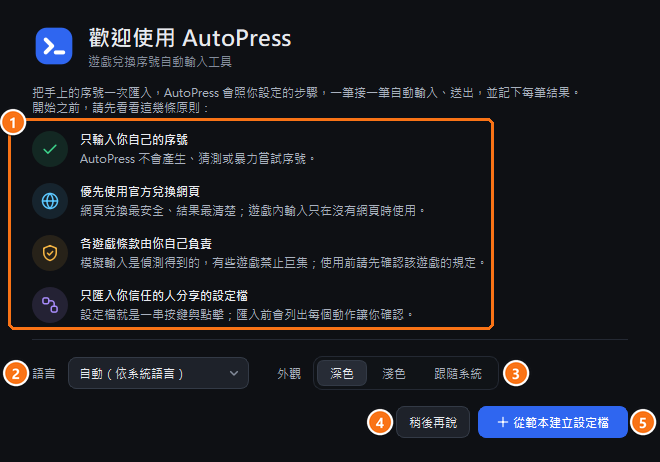 歡迎使用 AutoPress
遊戲兌換序號自動輸入工具
把手上的序號一次匯入，AutoPress 會照你設定的步驟，一筆接一筆自動輸入、送出，並記下每筆結果。
開始之前，請先看看這幾條原則：
1
只輸入你自己的序號
AutoPress 不會產生、猜測或暴力嘗試序號。
優先使用官方兌換網頁
網頁兌換最安全、結果最清楚；遊戲內輸入只在沒有網頁時使用。
各遊戲條款由你自己負責
模擬輸入是偵測得到的，有些遊戲禁止巨集；使用前請先確認該遊戲的規定。
只匯入你信任的人分享的設定檔
設定檔就是一串按鍵與點擊；匯入前會列出每個動作讓你確認。
2 語言 自動（依系統語言） 外觀 深色 淺色 跟隨系統 3
4 稍後再說 + 從範本建立設定檔 5